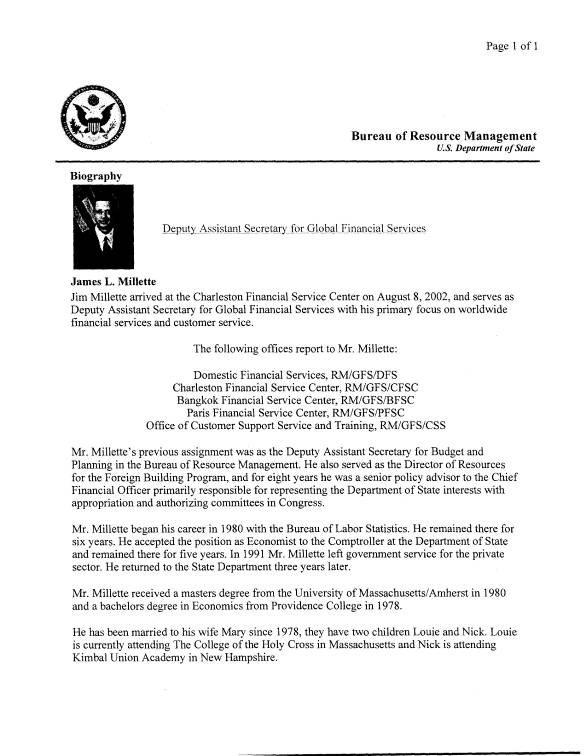 Page 1 of 1
Bureau of Resource Management
U.S. Department of State
Biography
Deputy Assistant Secretary for Global Financial Services
James L. Millette
Jim Millette arrived at the Charleston Financial Service Center on August 8, 2002, and serves as
Deputy Assistant Secretary for Global Financial Services with his primary focus on worldwide
financial services and customer service.
The following offices report to Mr. Millette:
Domestic Financial Services, RM/GFS/DFS
Charleston Financial Service Center, RM/GFS/CFSC
Bangkok Financial Service Center, RM/GFS/BFSC
Paris Financial Service Center, RM/GFS/PFSC
Office of Customer Support Service and Training, RM/GFS/CSS
Mr. Millette's previous assignment was as the Deputy Assistant Secretary for Budget and
Planning in the Bureau of Resource Management. He also served as the Director of Resources
for the Foreign Building Program, and for eight years he was a senior policy advisor to the Chief
Financial Officer primarily responsible for representing the Department of State interests with
appropriation and authorizing committees in Congress.
Mr. Millette began his career in 1980 with the Bureau of Labor Statistics. He remained there for
six years. He accepted the position as Economist to the Comptroller at the Department of State
and remained there for five years. In 1991 Mr. Millette left government service for the private
sector. He returned to the State Department three years later.
Mr. Millette received a masters degree from the University of Massachusetts/Amherst in 1980
and a bachelors degree in Economics from Providence College in 1978.
He has been married to his wife Mary since 1978, they have two children Louie and Nick. Louie
is currently attending The College of the Holy Cross in Massachusetts and Nick is attending
Kimbal Union Academy in New Hampshire.